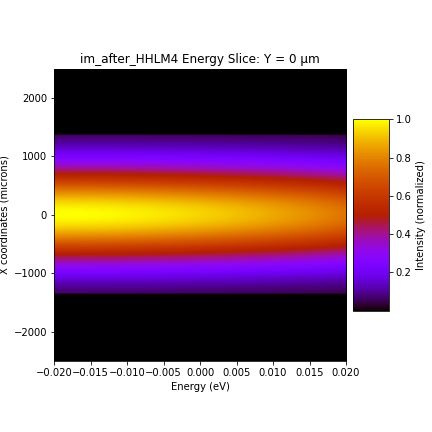 im_after_HHLM4 Energy Slice: Y = 0 μm
X coordinates (microns)
2000
1000
0
−1000
−2000
−0.020 −0.015 −0.010 −0.005 0.000 0.005 0.010 0.015 0.020
Energy (eV)
1.0
0.8
0.6
0.4
0.2
Intensity (normalized)